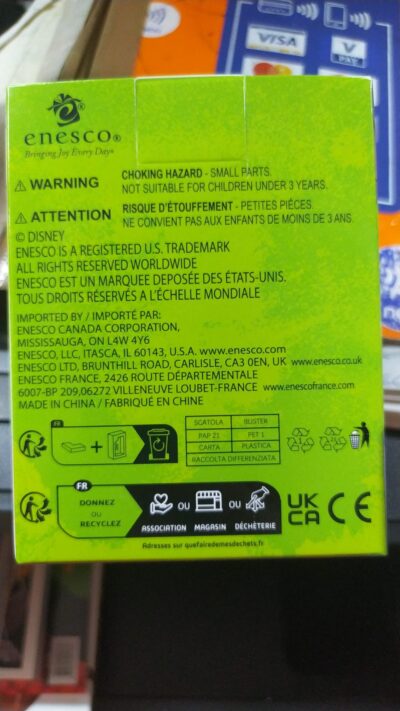 VISA
V
PAY
enesco®
Bringing Joy Every Day®
WARNING
CHOKING HAZARD - SMALL PARTS.
NOT SUITABLE FOR CHILDREN UNDER 3 YEARS.
ATTENTION
RISQUE D'ÉTOUFFEMENT - PETITES PIÈCES.
NE CONVIENT PAS AUX ENFANTS DE MOINS DE 3 ANS.
© DISNEY
ENESCO IS A REGISTERED U.S. TRADEMARK
ALL RIGHTS RESERVED WORLDWIDE
ENESCO EST UN MARQUEE DEPOSÉE DES ÉTATS-UNIS.
TOUS DROITS RÉSERVÉS A L'ÉCHELLE MONDIALE
IMPORTED BY / IMPORTÉ PAR:
ENESCO CANADA CORPORATION,
MISSISSAUGA, ON L4W 4Y6
ENESCO, LLC, ITASCA, IL 60143, U.S.A. www.enesco.com
ENESCO LTD, BRUNTHILL ROAD, CARLISLE, CA3 0EN, UK www.enesco.co.uk
ENESCO FRANCE, 2426 ROUTE DÉPARTEMENTALE
6007-BP 209,06272 VILLENEUVE LOUBET-FRANCE www.enescofrance.com
MADE IN CHINA / FABRIQUÉ EN CHINE
FR
SCATOLA BLISTER
PAP 21 PET 1
CARTA PLASTICA
RACCOLTA DIFFERENZIATA
FR
DONNEZ
OU
RECYCLEZ
OU OU
ASSOCIATION MAGASIN DÉCHÈTERIE
Adresses sur quefairedemesdechets.fr
UK
CA CE